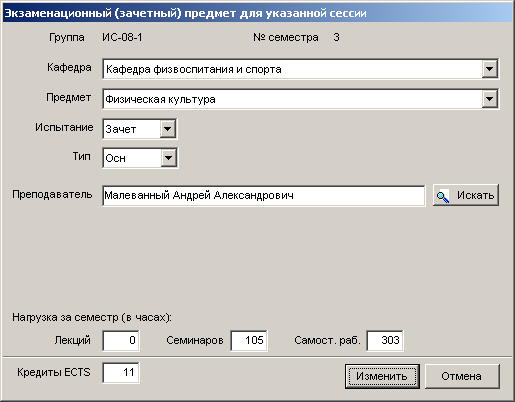 Экзаменационный (зачетный) предмет для указанной сессии
Группа ИС-08-1 № семестра 3
Кафедра Кафедра физвоспитания и спорта
Предмет Физическая культура
Испытание Зачет
Тип Осн
Преподаватель Малеванный Андрей Александрович Искать
Нагрузка за семестр (в часах):
Лекций 0 Семинаров 105 Самост. раб. 303
Кредиты ECTS 11 Изменить Отмена